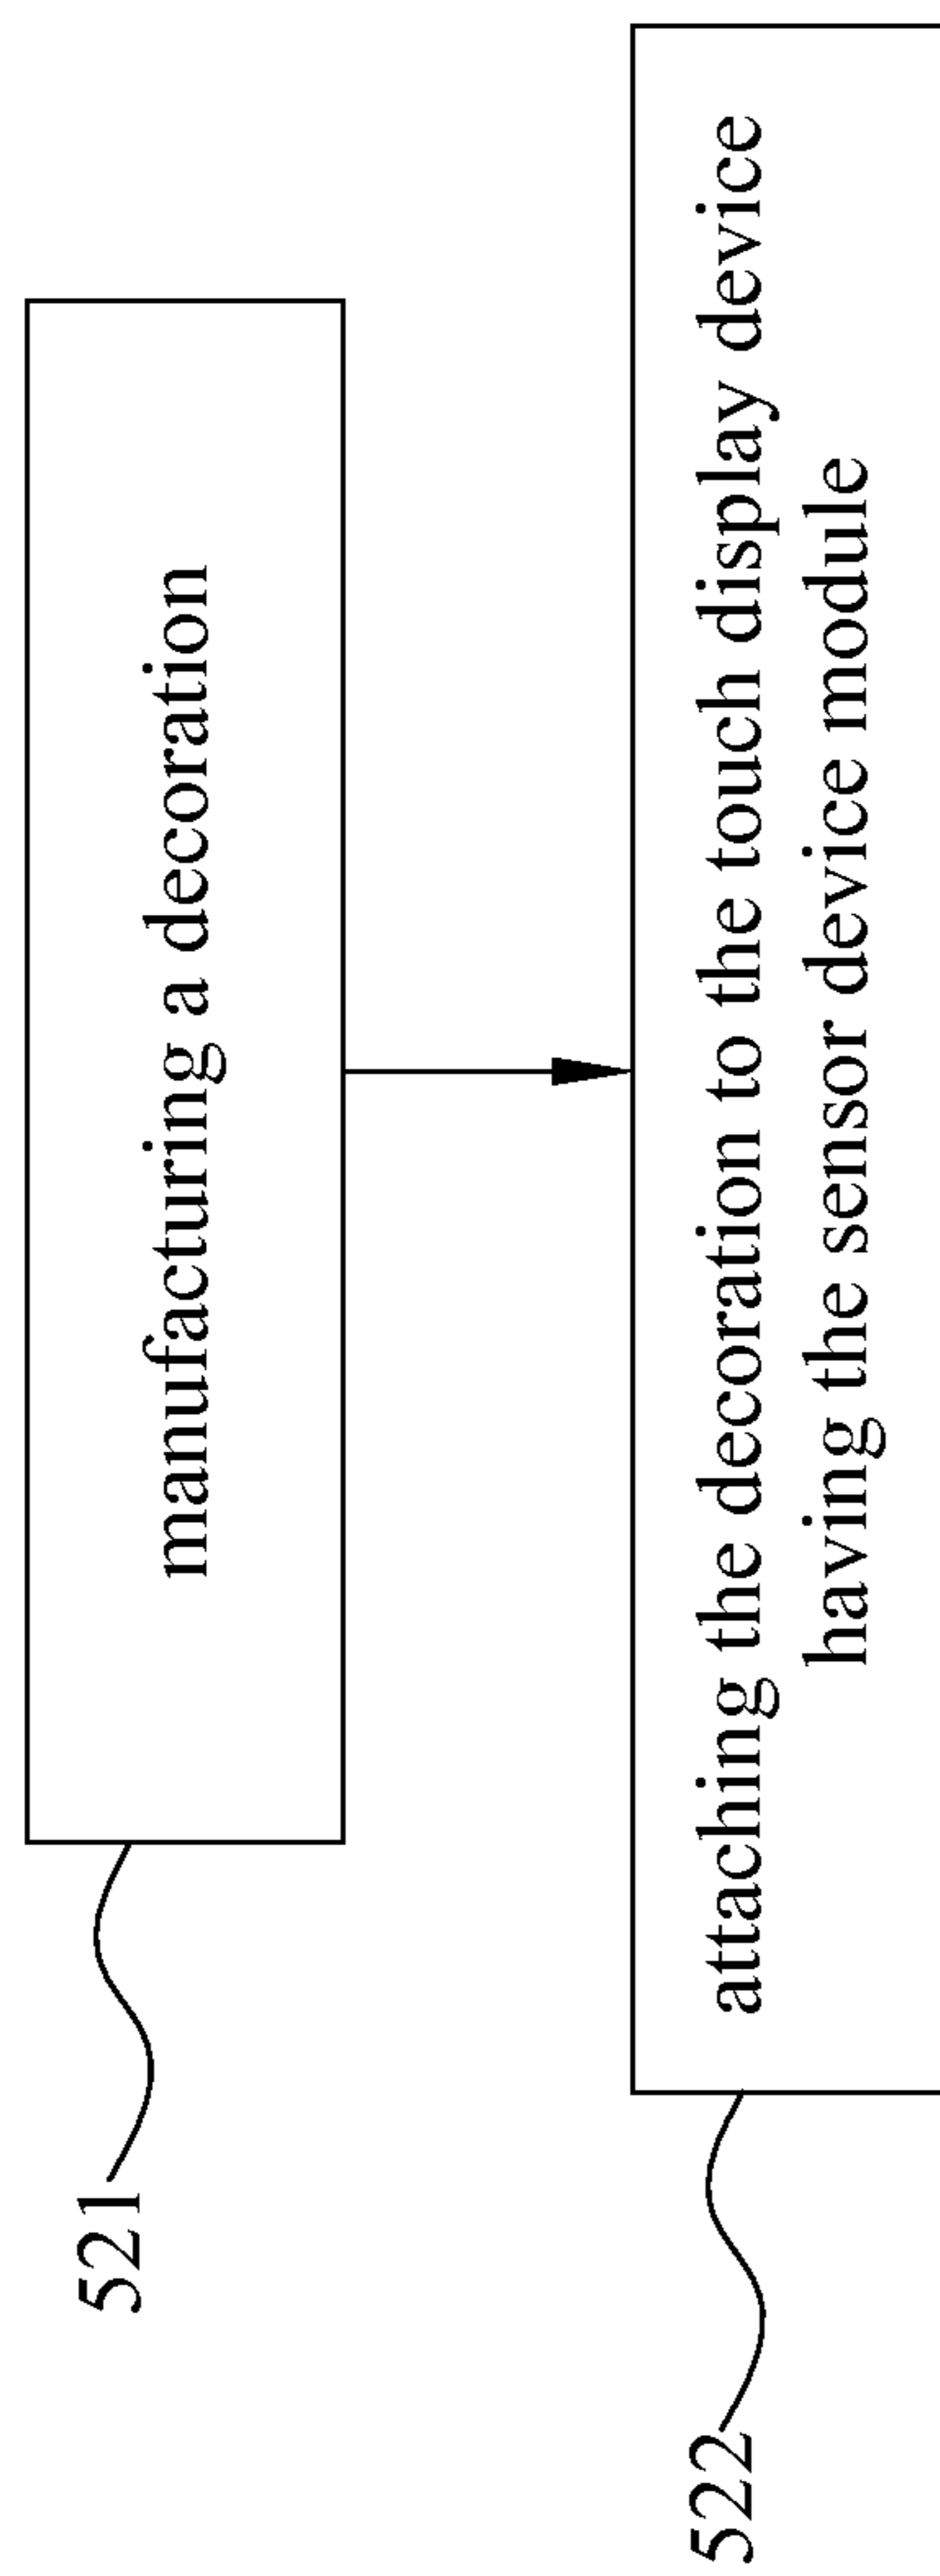 521
manufacturing a decoration
522
attaching the decoration to the touch display device
having the sensor device module